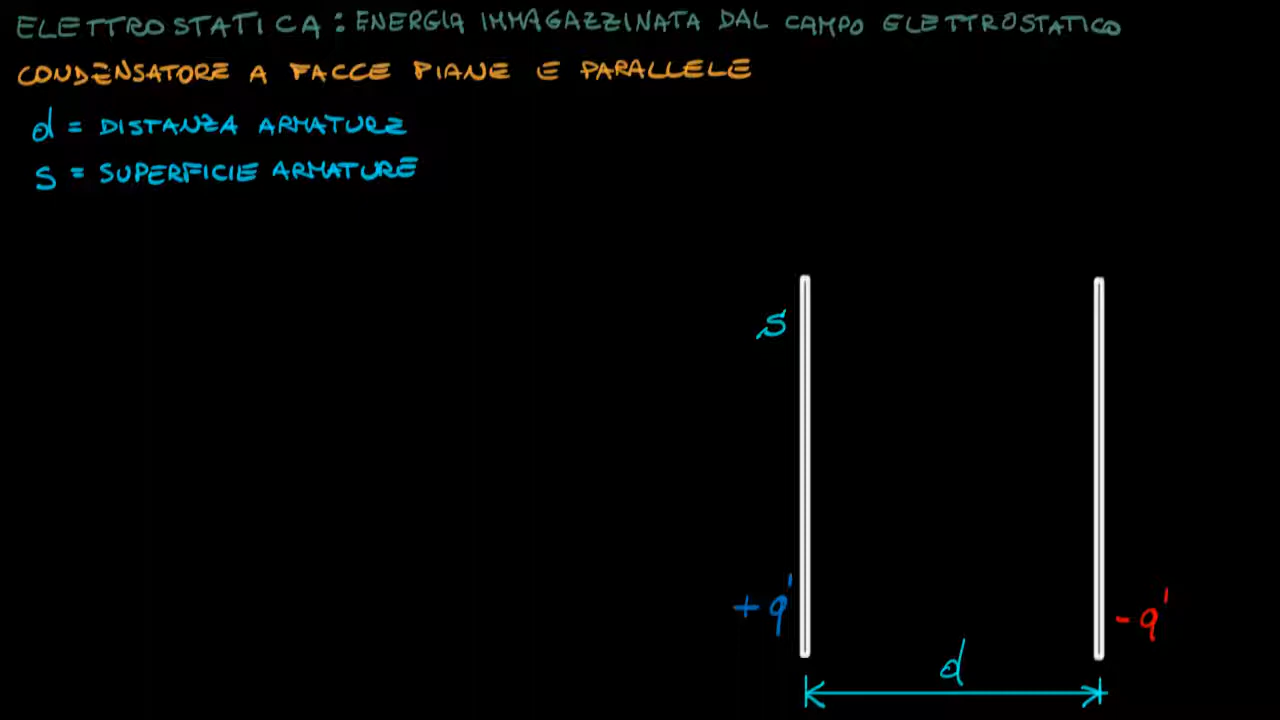 ELETTROSTATICA: ENERGIA IMMAGAZZINATA DAL CAMPO ELETTROSTATICO
CONDENSATORE A FACCE PIANE E PARALLELE
d = DISTANZA ARMATURE
S = SUPERFICIE ARMATURE
S
+q'
-q'
d